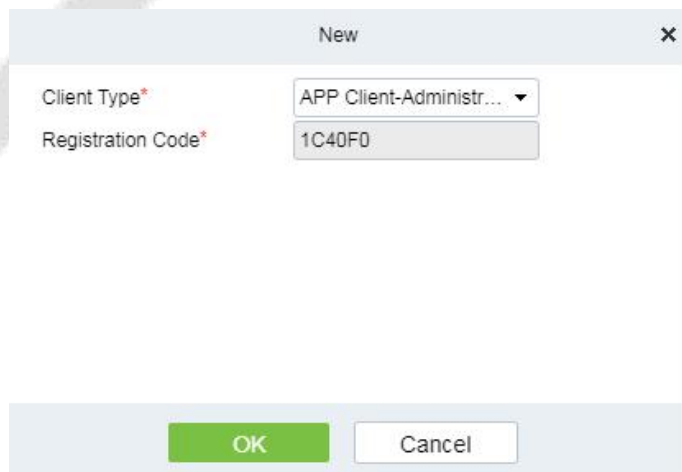 New
Client Type* APP Client-Administr...
Registration Code* 1C40F0
OK Cancel